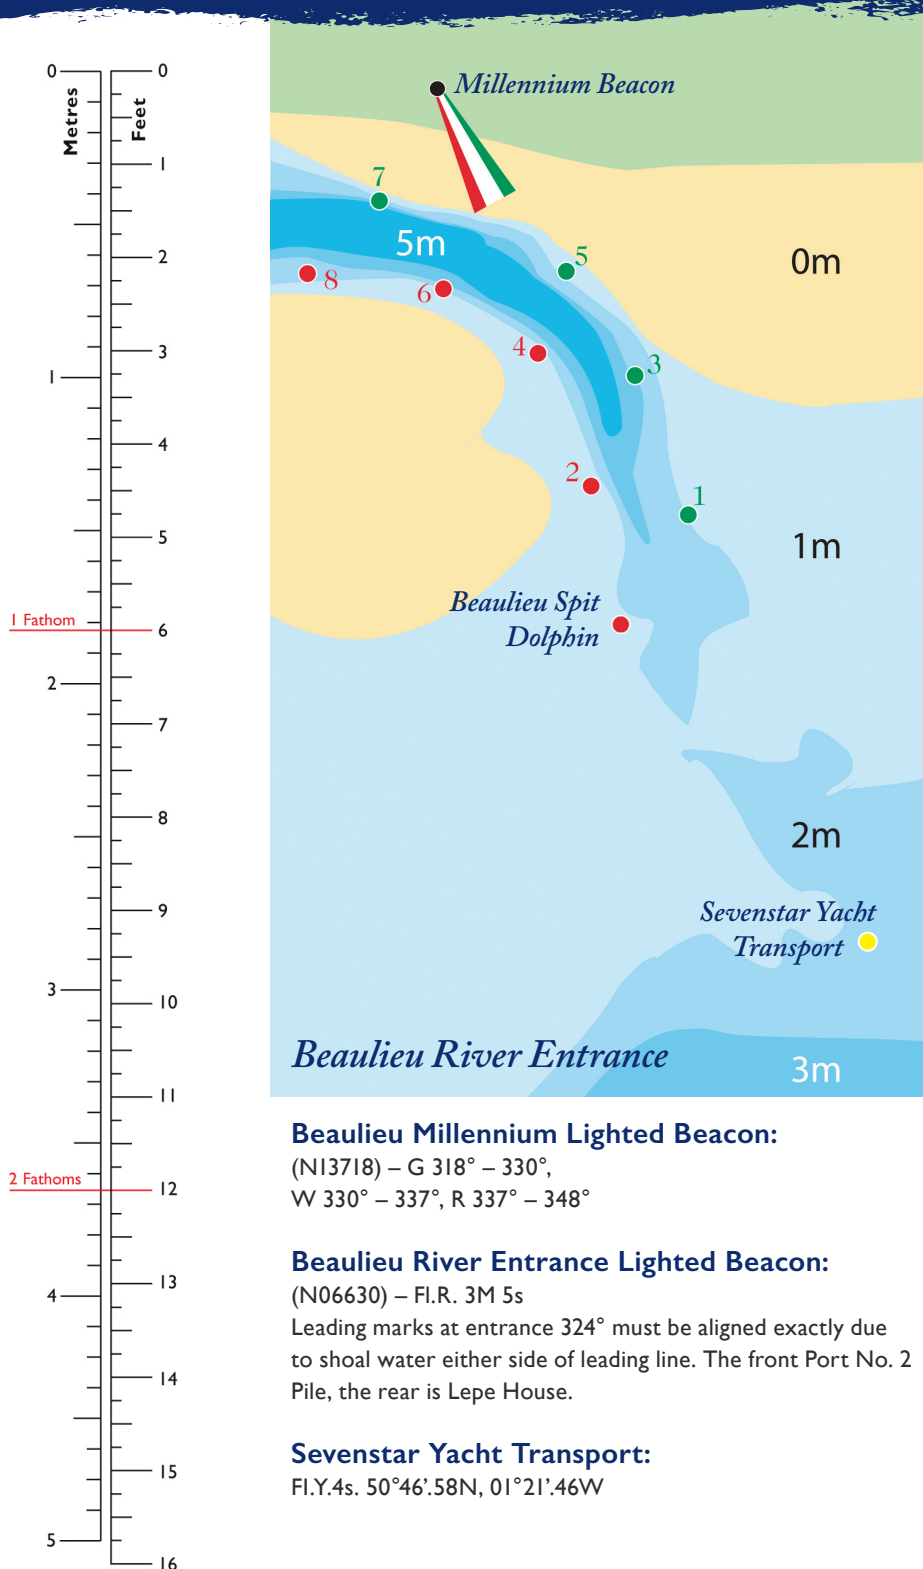 0
0
Metres
Feet
1
2
3
1
4
5
1 Fathom
6
2
7
8
9
3
10
11
2 Fathoms
12
4
13
14
15
5
16
Millennium Beacon
7
5m
5
0m
8
6
4
3
2
1
1m
Beaulieu Spit
Dolphin
2m
Sevenstar Yacht
Transport
Beaulieu River Entrance
3m
Beaulieu Millennium Lighted Beacon:
(N13718) – G 318° – 330°,
W 330° – 337°, R 337° – 348°
Beaulieu River Entrance Lighted Beacon:
(N06630) – Fl.R. 3M 5s
Leading marks at entrance 324° must be aligned exactly due
to shoal water either side of leading line. The front Port No. 2
Pile, the rear is Lepe House.
Sevenstar Yacht Transport:
Fl.Y.4s. 50°46’.58N, 01°21’.46W